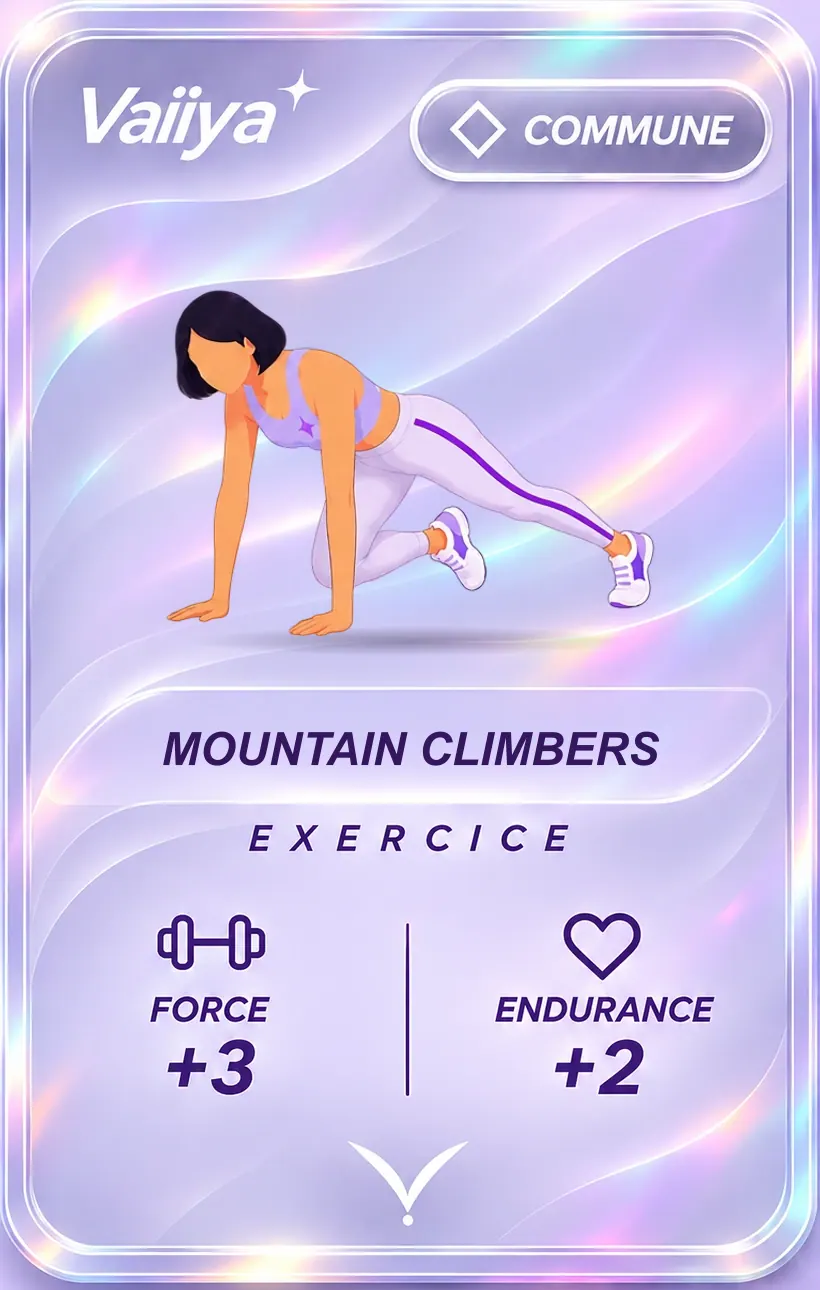 Vaiiya
COMMUNE
MOUNTAIN CLIMBERS
EXERCICE
FORCE
+3
ENDURANCE
+2